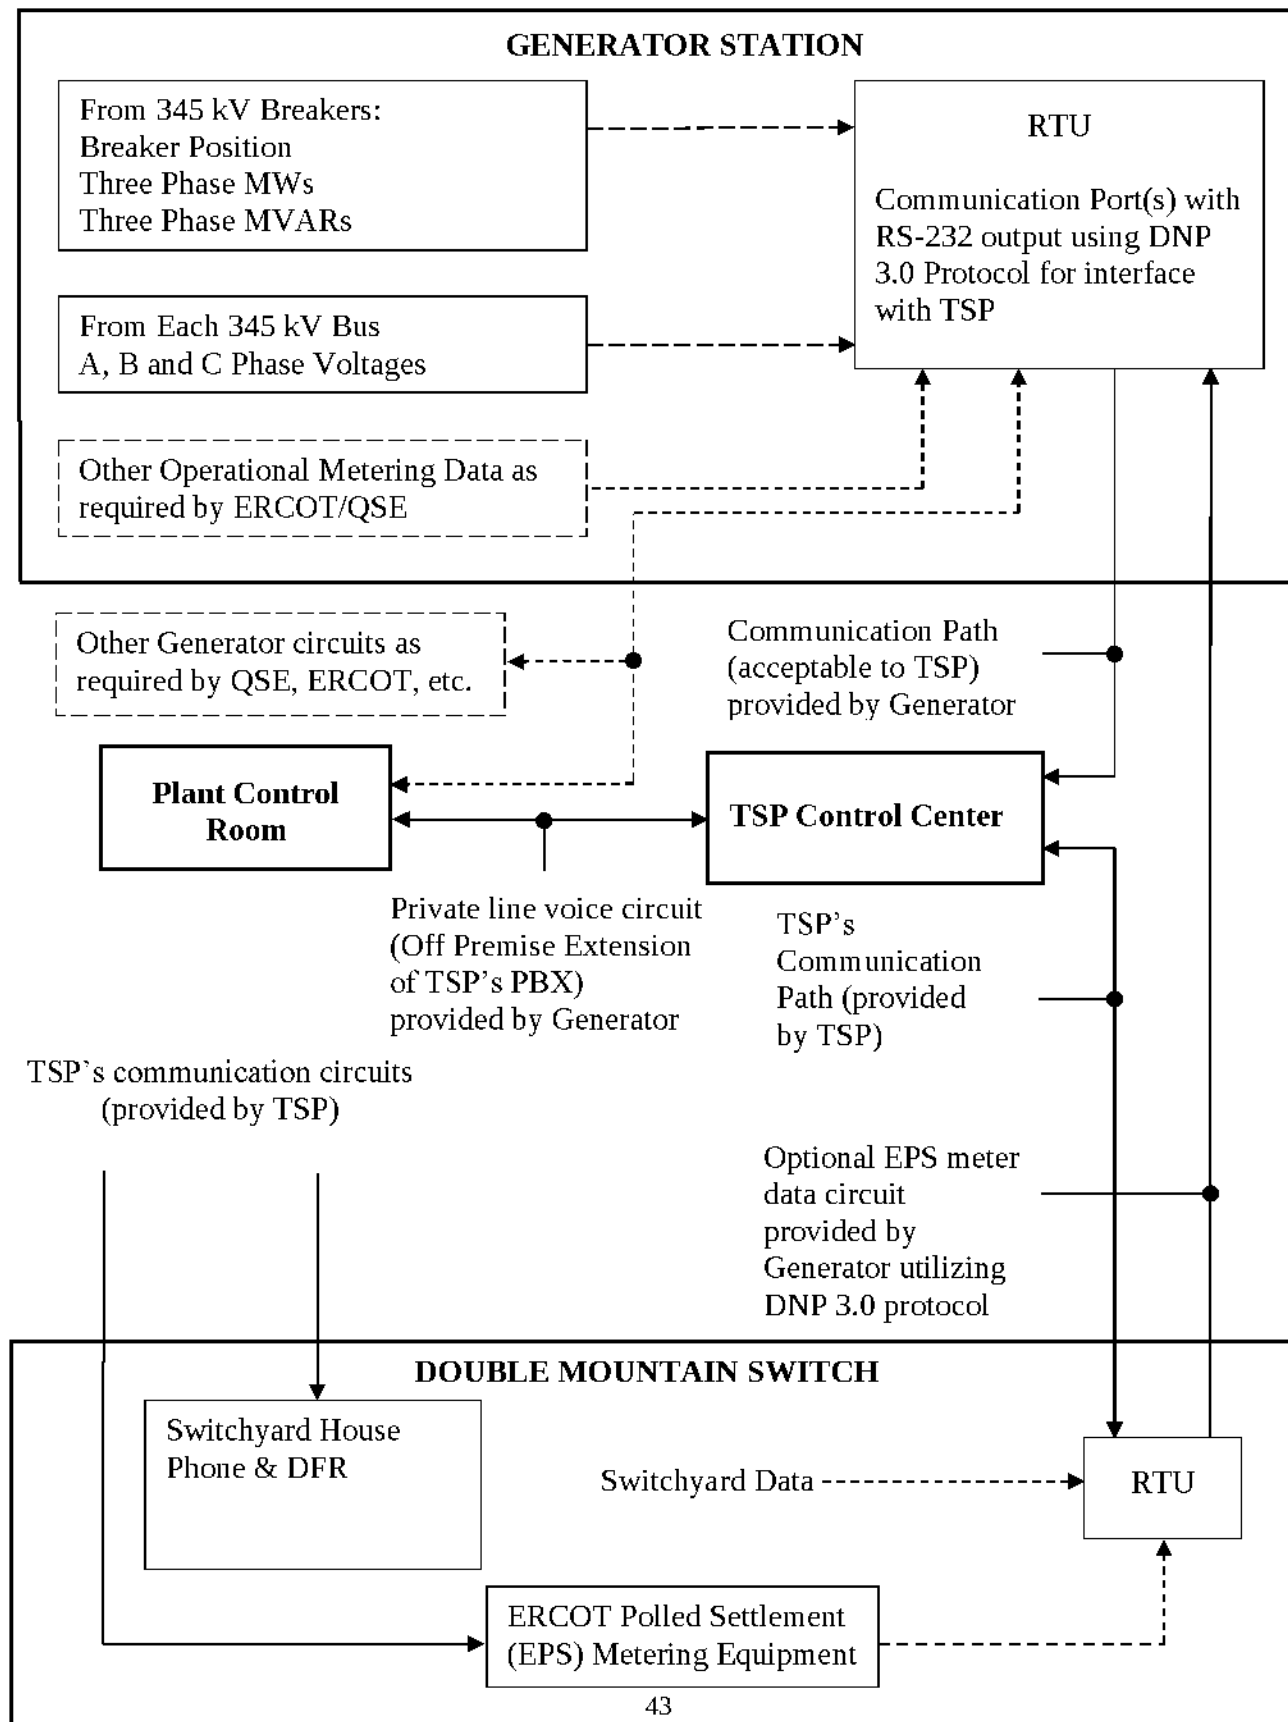 GENERATOR STATION
From 345 kV Breakers:
Breaker Position
Three Phase MWs
Three Phase MVARs
RTU
Communication Port(s) with
RS-232 output using DNP
3.0 Protocol for interface
with TSP
From Each 345 kV Bus
A, B and C Phase Voltages
Other Operational Metering Data as
required by ERCOT/QSE
Other Generator circuits as
required by QSE, ERCOT, etc.
Communication Path
(acceptable to TSP)
provided by Generator
Plant Control
Room
TSP Control Center
Private line voice circuit
(Off Premise Extension
of TSP’s PBX)
provided by Generator
TSP’s
Communication
Path (provided
by TSP)
TSP’s communication circuits
(provided by TSP)
Optional EPS meter
data circuit
provided by
Generator utilizing
DNP 3.0 protocol
DOUBLE MOUNTAIN SWITCH
Switchyard House
Phone & DFR
Switchyard Data
RTU
ERCOT Polled Settlement
(EPS) Metering Equipment
43